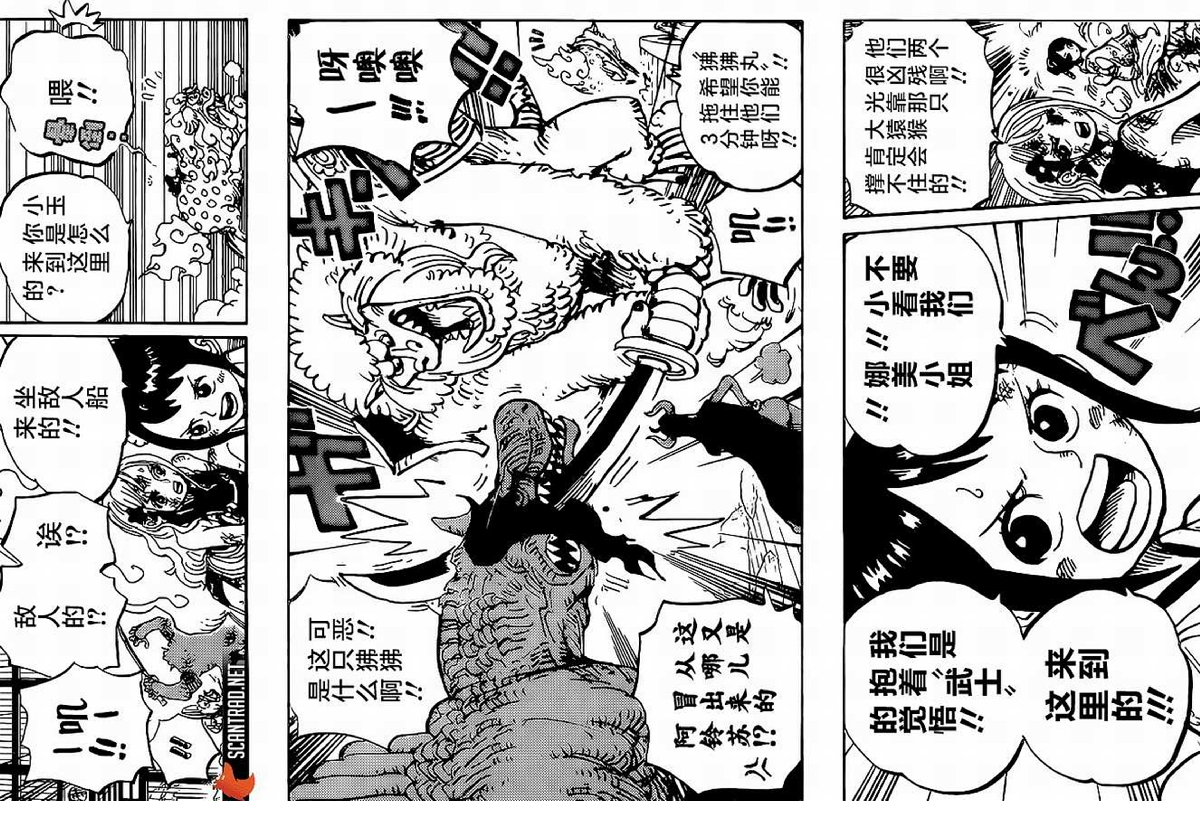 喂!!
晕倒…
小玉
你是怎么
来到这里
的?
坐敌人船
来的!!
诶!?
敌人的!?
叽—!!
!!
SCANTRAD.NET
呀噢噢—!!!
“狒狒丸”!!
希望你能
拖住他们
3分钟呀!!
叽!!
可恶!!
这只狒狒
是什么啊!!
这又是
从哪儿
冒出来的
阿铃苏!?
他们两个
很凶残啊!!
光靠那只
大猿猴
肯定会
撑不住的!!
不要
小看我们!!
娜美小姐!!
我们是
抱着“武士”
的觉悟!!
来到
这里的!!!